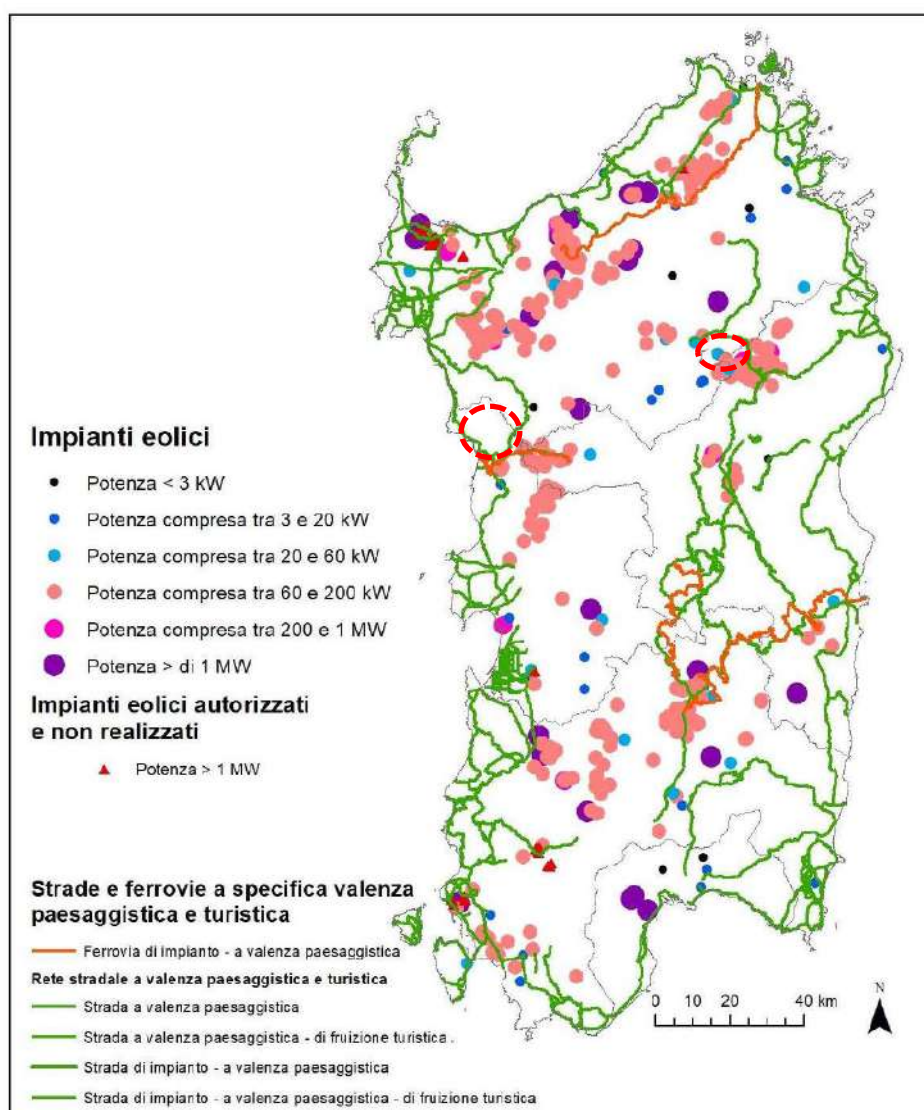 Impianti eolici
Potenza < 3 kW
Potenza compresa tra 3 e 20 kW
Potenza compresa tra 20 e 60 kW
Potenza compresa tra 60 e 200 kW
Potenza compresa tra 200 e 1 MW
Potenza > di 1 MW
Impianti eolici autorizzati
e non realizzati
Potenza > 1 MW
Strade e ferrovie a specifica valenza
paesaggistica e turistica
Ferrovia di impianto - a valenza paesaggistica
Rete stradale a valenza paesaggistica e turistica
Strada a valenza paesaggistica
Strada a valenza paesaggistica - di fruizione turistica .
Strada di impianto - a valenza paesaggistica
Strada di impianto - a valenza paesaggistica - di fruizione turistica
0 10 20 40 km
N